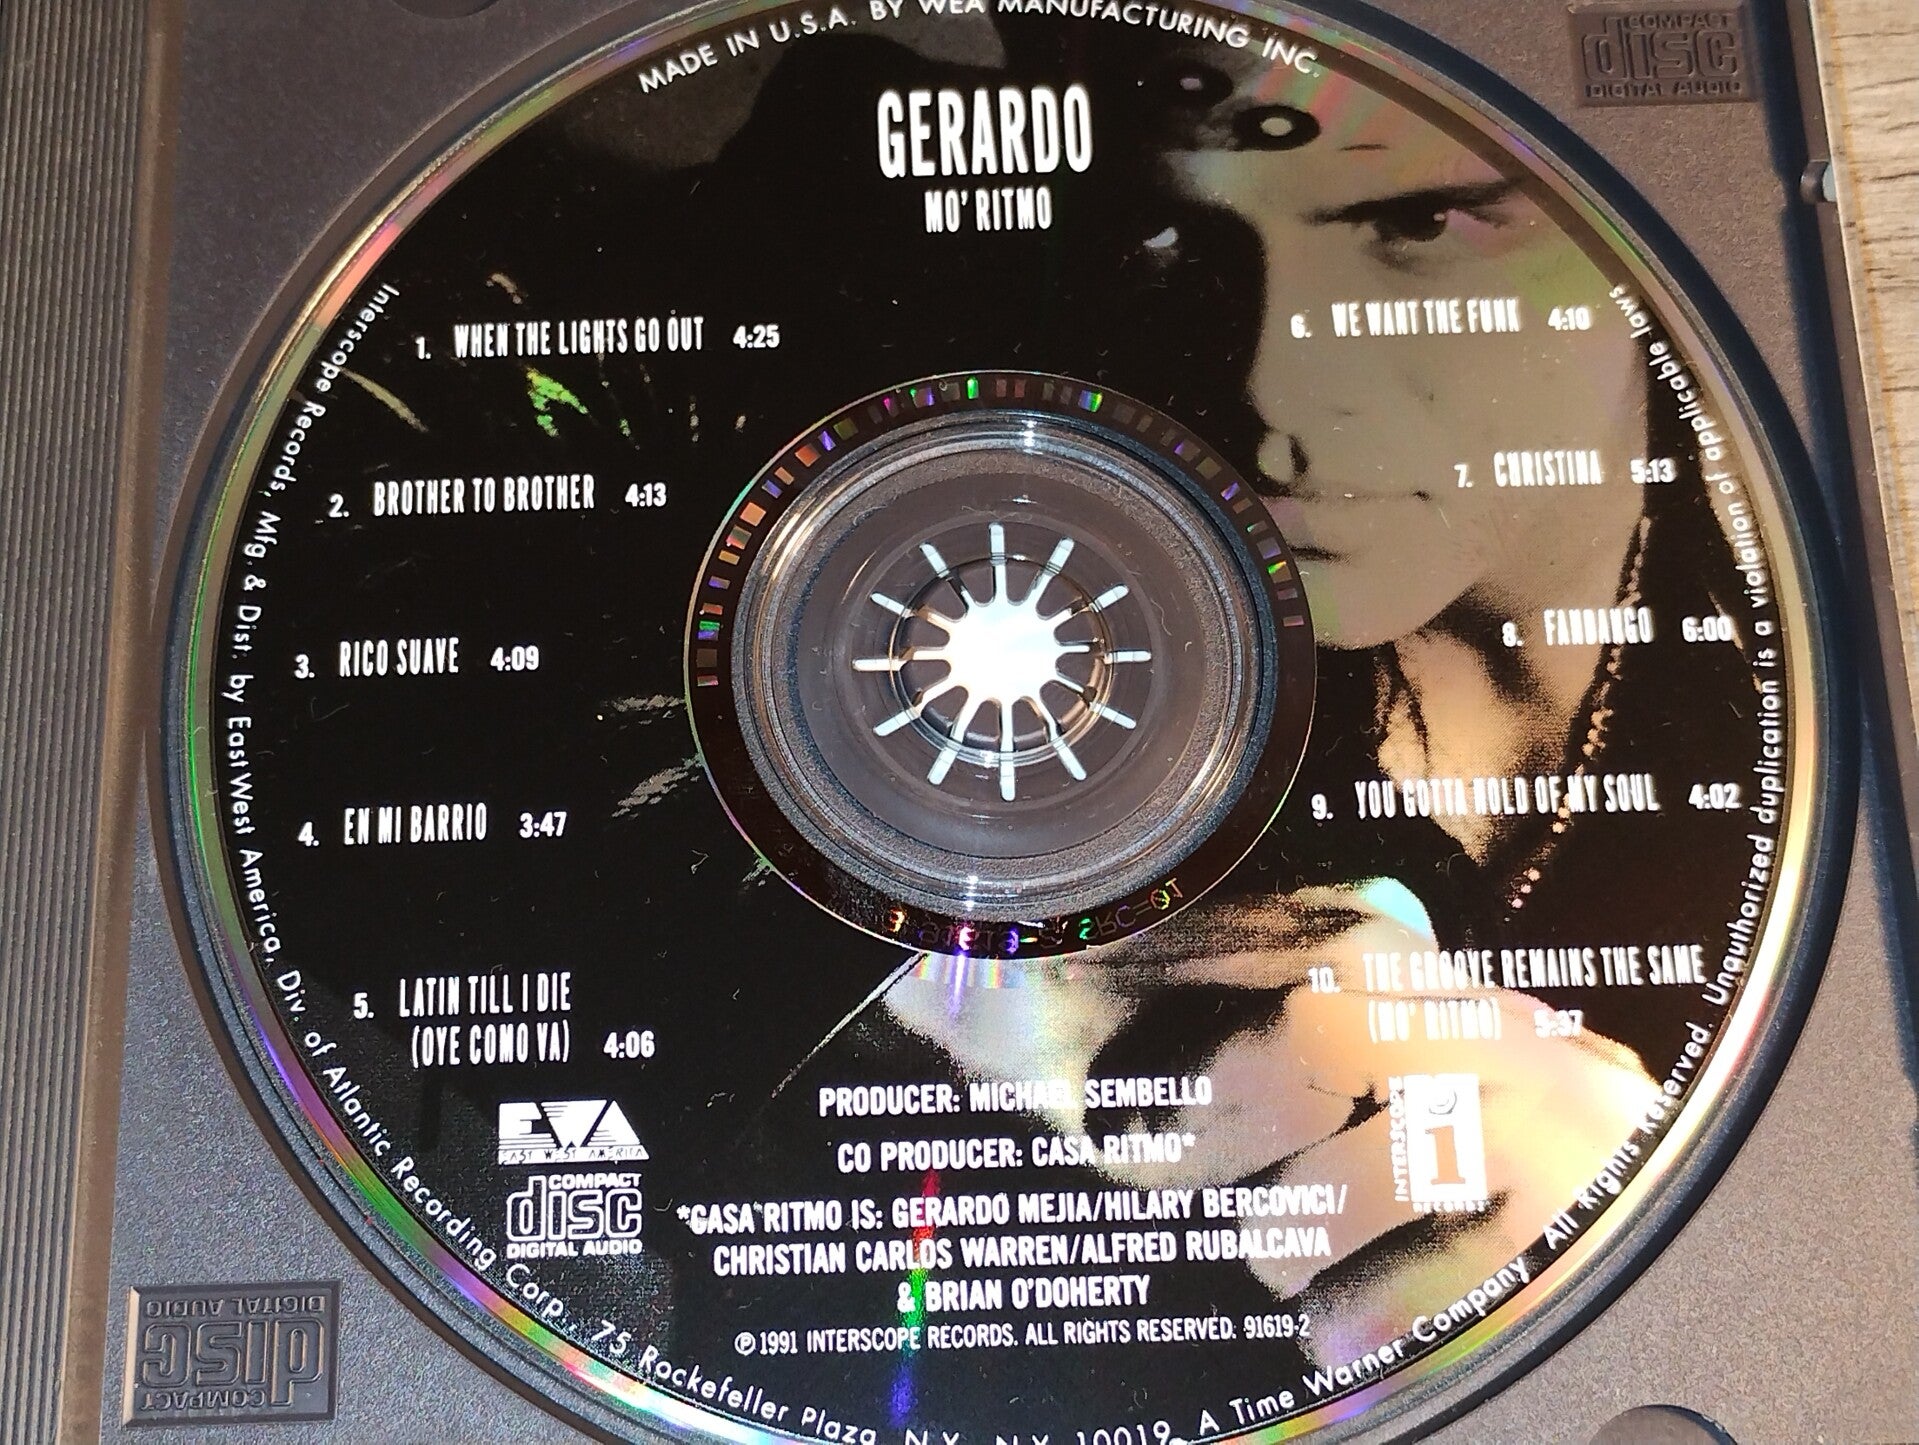 MADE IN U.S.A. BY WEA MANUFACTURING INC.
COMPACT
disc
DIGITAL AUDIO
GERARDO
MO' RITMO
1. WHEN THE LIGHTS GO OUT 4:25
2. BROTHER TO BROTHER 4:13
3. RICO SUAVE 4:09
4. EN MI BARRIO 3:47
5. LATIN TILL I DIE
(OYE COMO VA) 4:06
6. WE WANT THE FUNK 4:10
7. CHRISTINA 5:13
8. FANDANGO 6:00
9. YOU GOTTA HOLD OF MY SOUL 4:02
10. THE GROOVE REMAINS THE SAME
(MO' RITMO) 5:37
EWA
EAST WEST AMERICA
COMPACT
disc
DIGITAL AUDIO
INTERSCOPE
i
RECORDS
PRODUCER: MICHAEL SEMBELLO
CO PRODUCER: CASA RITMO*
*CASA RITMO IS: GERARDO MEJIA/HILARY BERCOVICI/
CHRISTIAN CARLOS WARREN/ALFRED RUBALCAVA
& BRIAN O'DOHERTY
℗ 1991 INTERSCOPE RECORDS. ALL RIGHTS RESERVED. 91619-2
Interscope Records, Mfg. & Dist. by EastWest America, Div. of Atlantic Recording Corp., 75 Rockefeller Plaza, N.Y., N.Y. 10019. A Time Warner Company. All Rights Reserved. Unauthorized duplication is a violation of applicable laws
COMPACT
disc
DIGITAL AUDIO